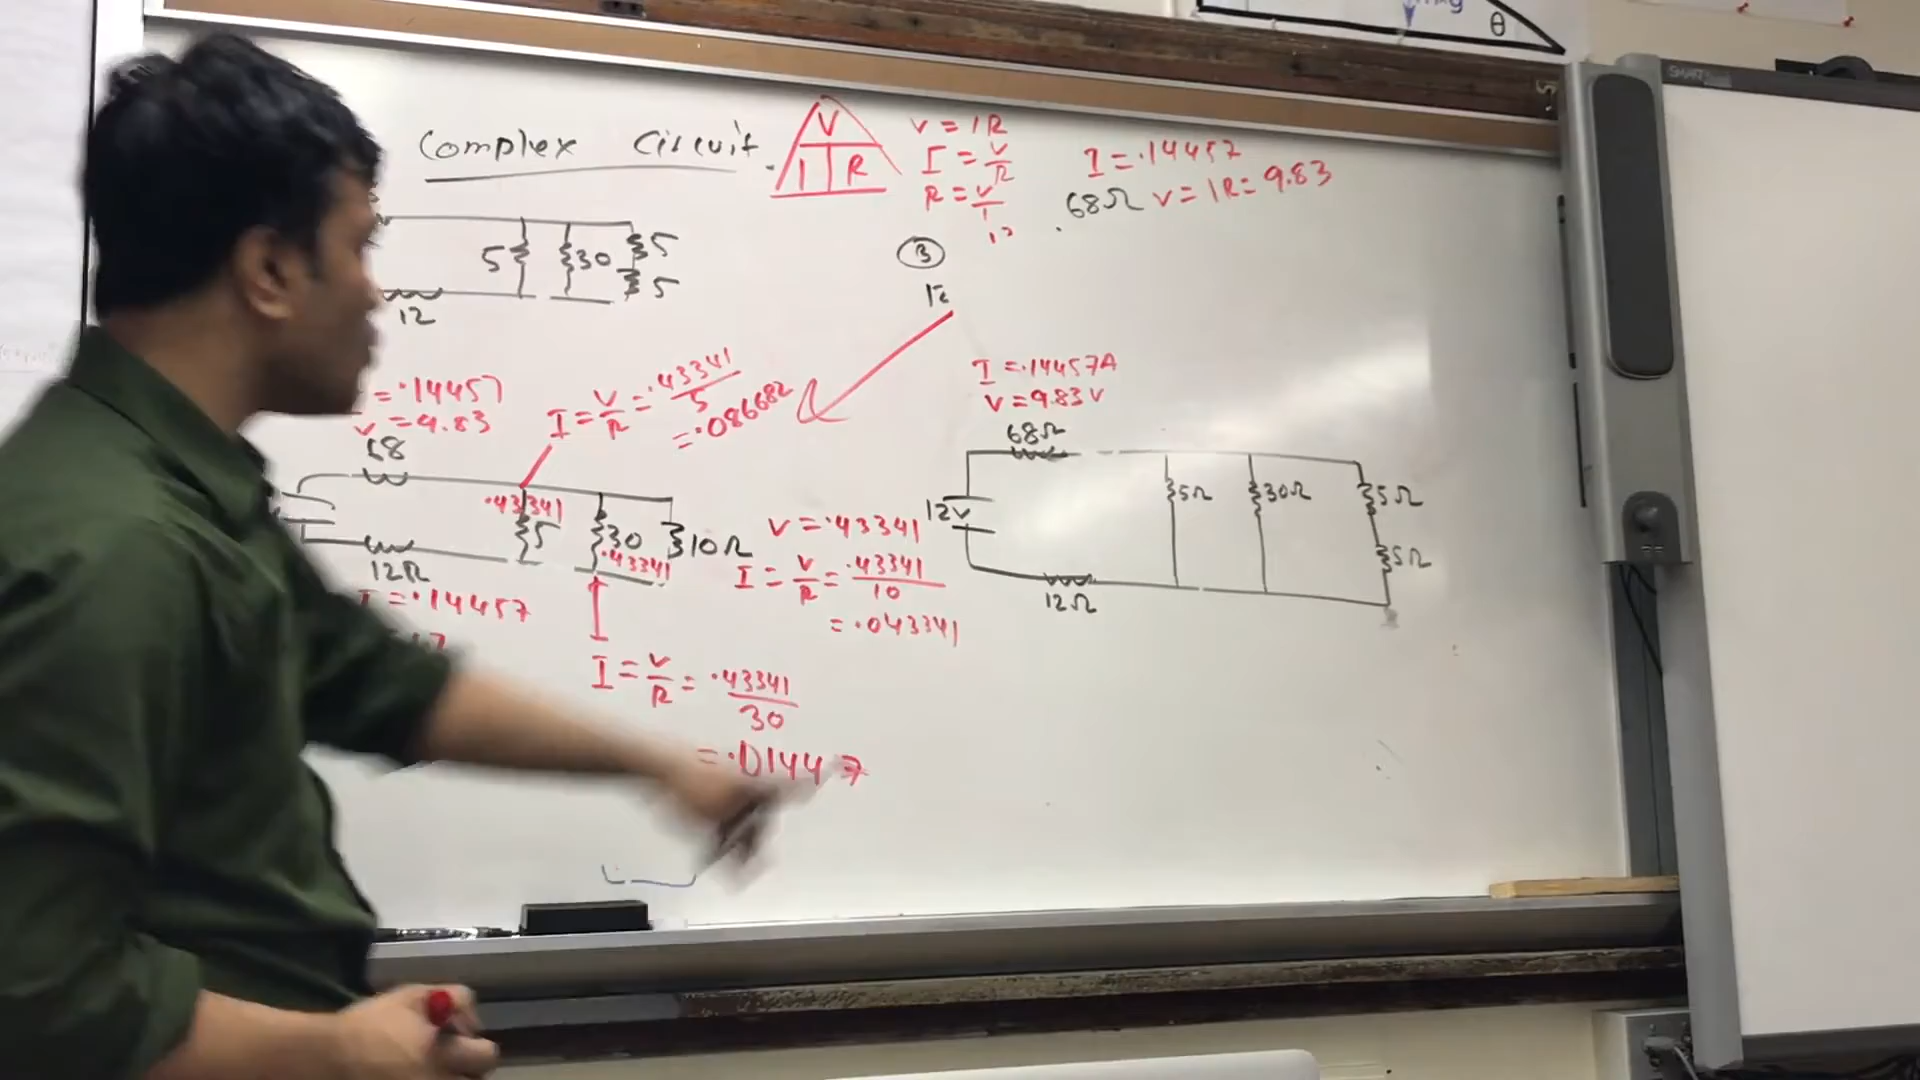 Complex Circuit
V
I R
V = IR
I = V/R
R = V/I
I = .14457
68Ω V = IR = 9.83
θ
SMART
5 30 5
5
12
3
= .14457
V = 9.83
68
I = V/R = .43341/5
= .086682
I = .14457A
V = 9.83V
68Ω
.43341
5 30 10Ω
.43341
12Ω
I = .14457
V = .43341
I = V/R = .43341/10
= .043341
12V
5Ω 30Ω 5Ω
5Ω
12Ω
I = V/R = .43341/30
= .01447